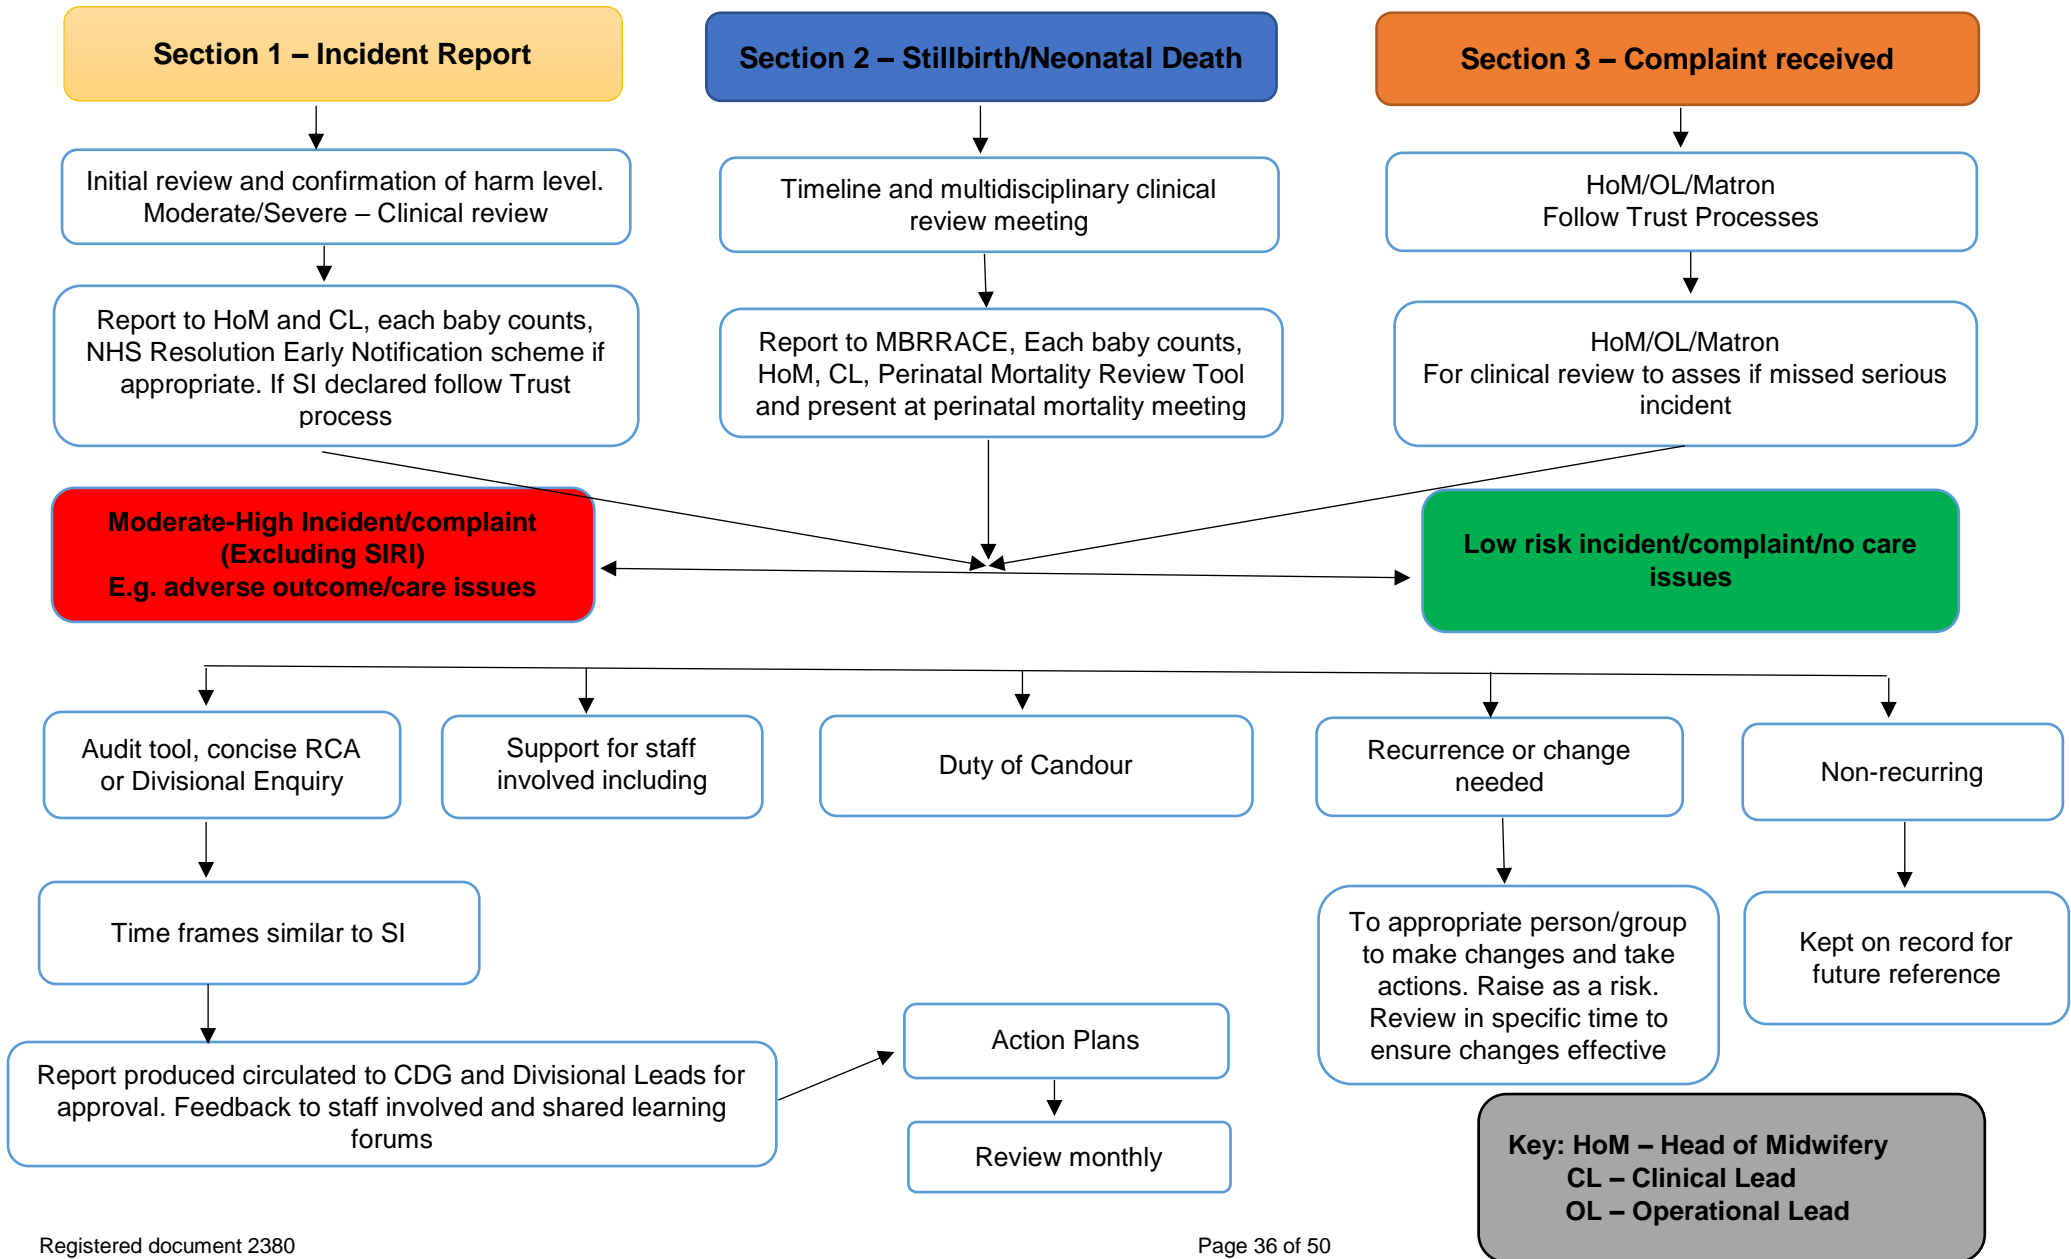 Section 1 – Incident Report
Section 2 – Stillbirth/Neonatal Death
Section 3 – Complaint received
Initial review and confirmation of harm level.
Moderate/Severe – Clinical review
Timeline and multidisciplinary clinical
review meeting
HoM/OL/Matron
Follow Trust Processes
Report to HoM and CL, each baby counts,
NHS Resolution Early Notification scheme if
appropriate. If SI declared follow Trust
process
Report to MBRRACE, Each baby counts,
HoM, CL, Perinatal Mortality Review Tool
and present at perinatal mortality meeting
HoM/OL/Matron
For clinical review to asses if missed serious
incident
Moderate-High Incident/complaint
(Excluding SIRI)
E.g. adverse outcome/care issues
Low risk incident/complaint/no care
issues
Audit tool, concise RCA
or Divisional Enquiry
Support for staff
involved including
Duty of Candour
Recurrence or change
needed
Non-recurring
Time frames similar to SI
To appropriate person/group
to make changes and take
actions. Raise as a risk.
Review in specific time to
ensure changes effective
Kept on record for
future reference
Report produced circulated to CDG and Divisional Leads for
approval. Feedback to staff involved and shared learning
forums
Action Plans
Review monthly
Key: HoM – Head of Midwifery
CL – Clinical Lead
OL – Operational Lead
Registered document 2380
Page 36 of 50